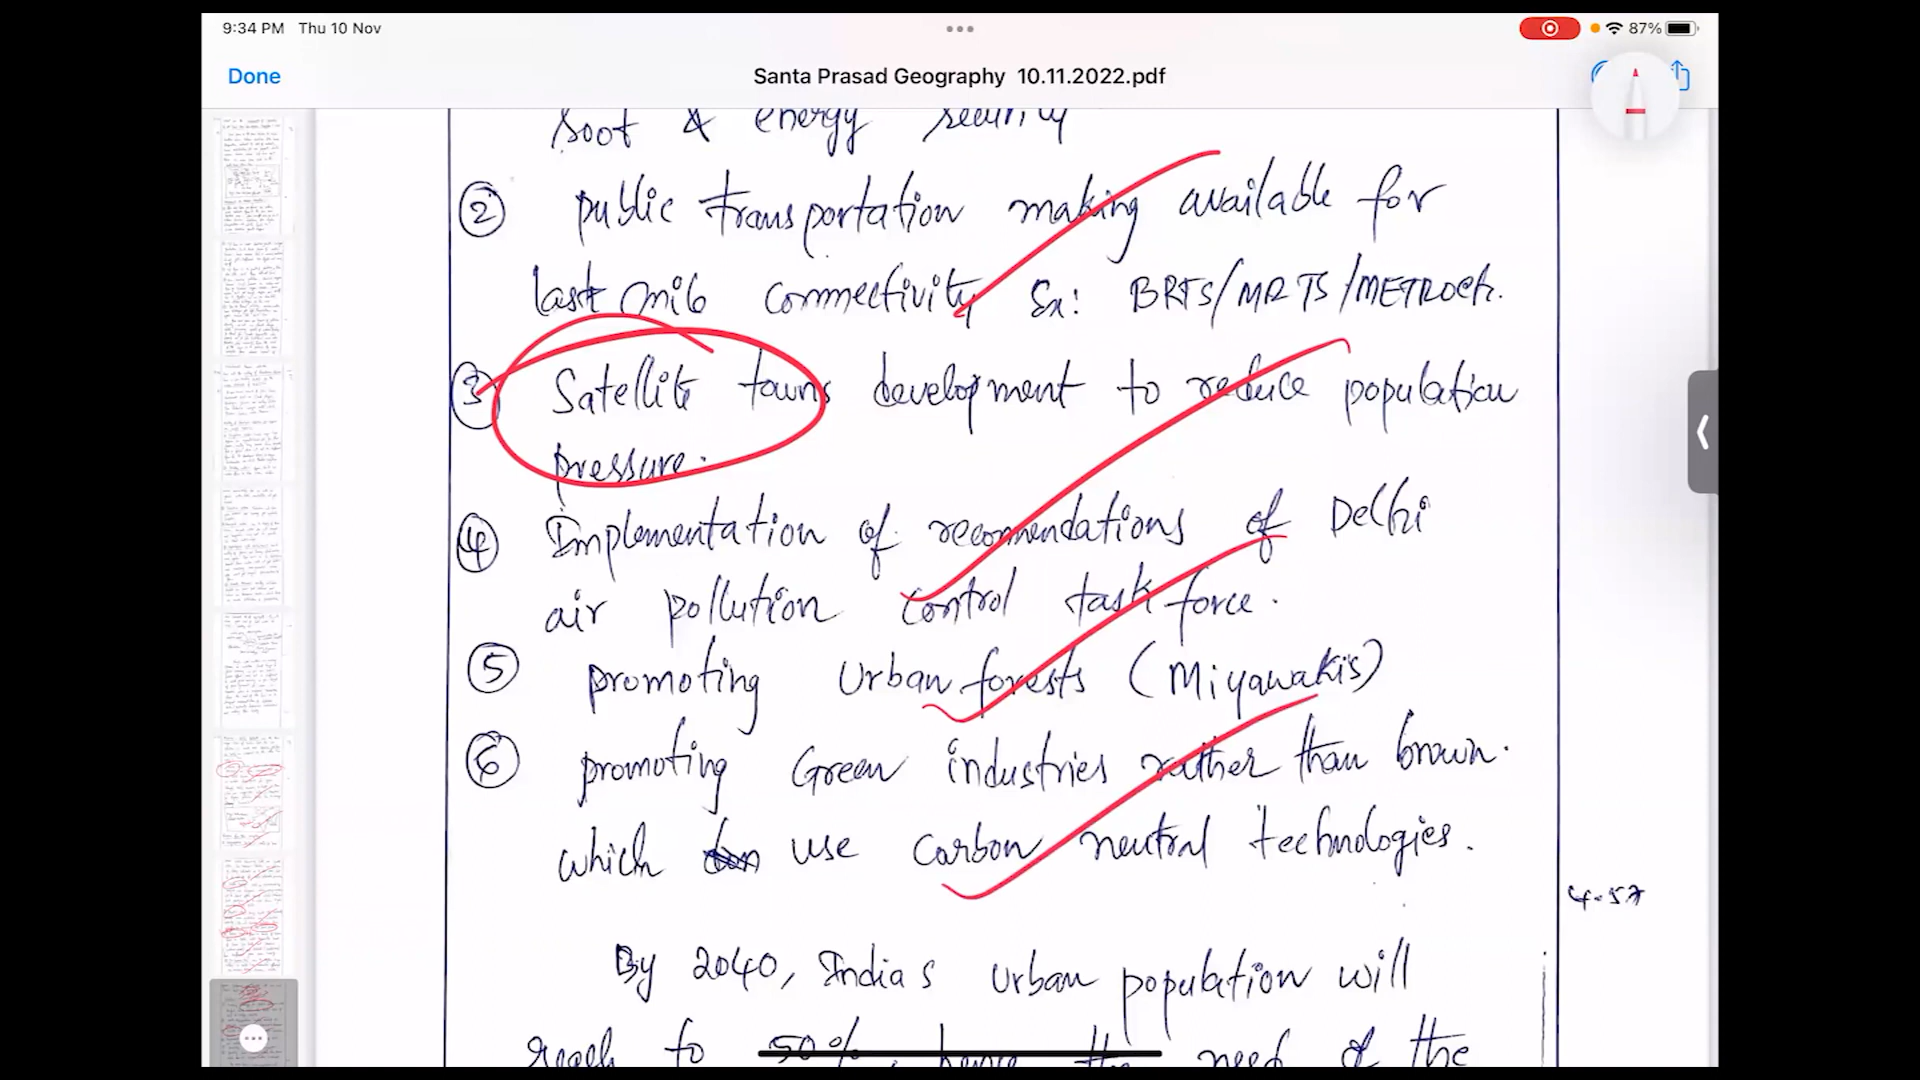 9:34 PM Thu 10 Nov
87%
Done
Santa Prasad Geography 10.11.2022.pdf
Soot & energy security
② public transportation making available for
last mile connectivity Ex: BRTS/MRTS/METRO etc.
③ Satellite towns development to reduce population
pressure.
④ Implementation of recommendations of Delhi
air pollution control task force.
⑤ promoting Urban forests (Miyawakis)
⑥ promoting Green industries rather than brown.
which use carbon neutral technologies.
4.57
By 2040, India's urban population will
reach to 50%, hence the need of the